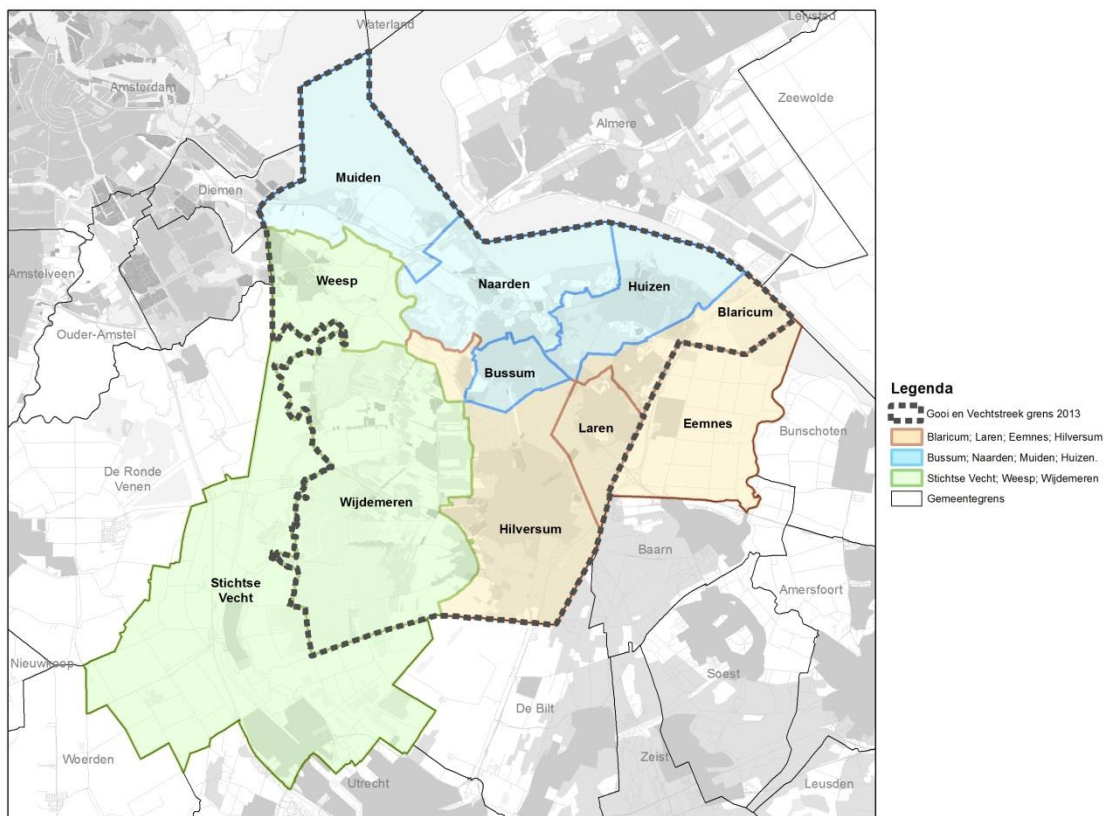 Waterland
Lelystad
Amsterdam
Zeewolde
Almere
Muiden
Diemen
Amstelveen
Weesp
Naarden
Huizen
Blaricum
Ouder-Amstel
Bussum
Laren
Eemnes
Bunschoten
De Ronde
Venen
Wijdemeren
Hilversum
Baarn
Stichtse
Vecht
Amersfoort
Nieuwkoop
Soest
De Bilt
Woerden
Zeist
Utrecht
Leusden
Legenda
Gooi en Vechtstreek grens 2013
Blaricum; Laren; Eemnes; Hilversum
Bussum; Naarden; Muiden; Huizen.
Stichtse Vecht; Weesp; Wijdemeren
Gemeentegrens